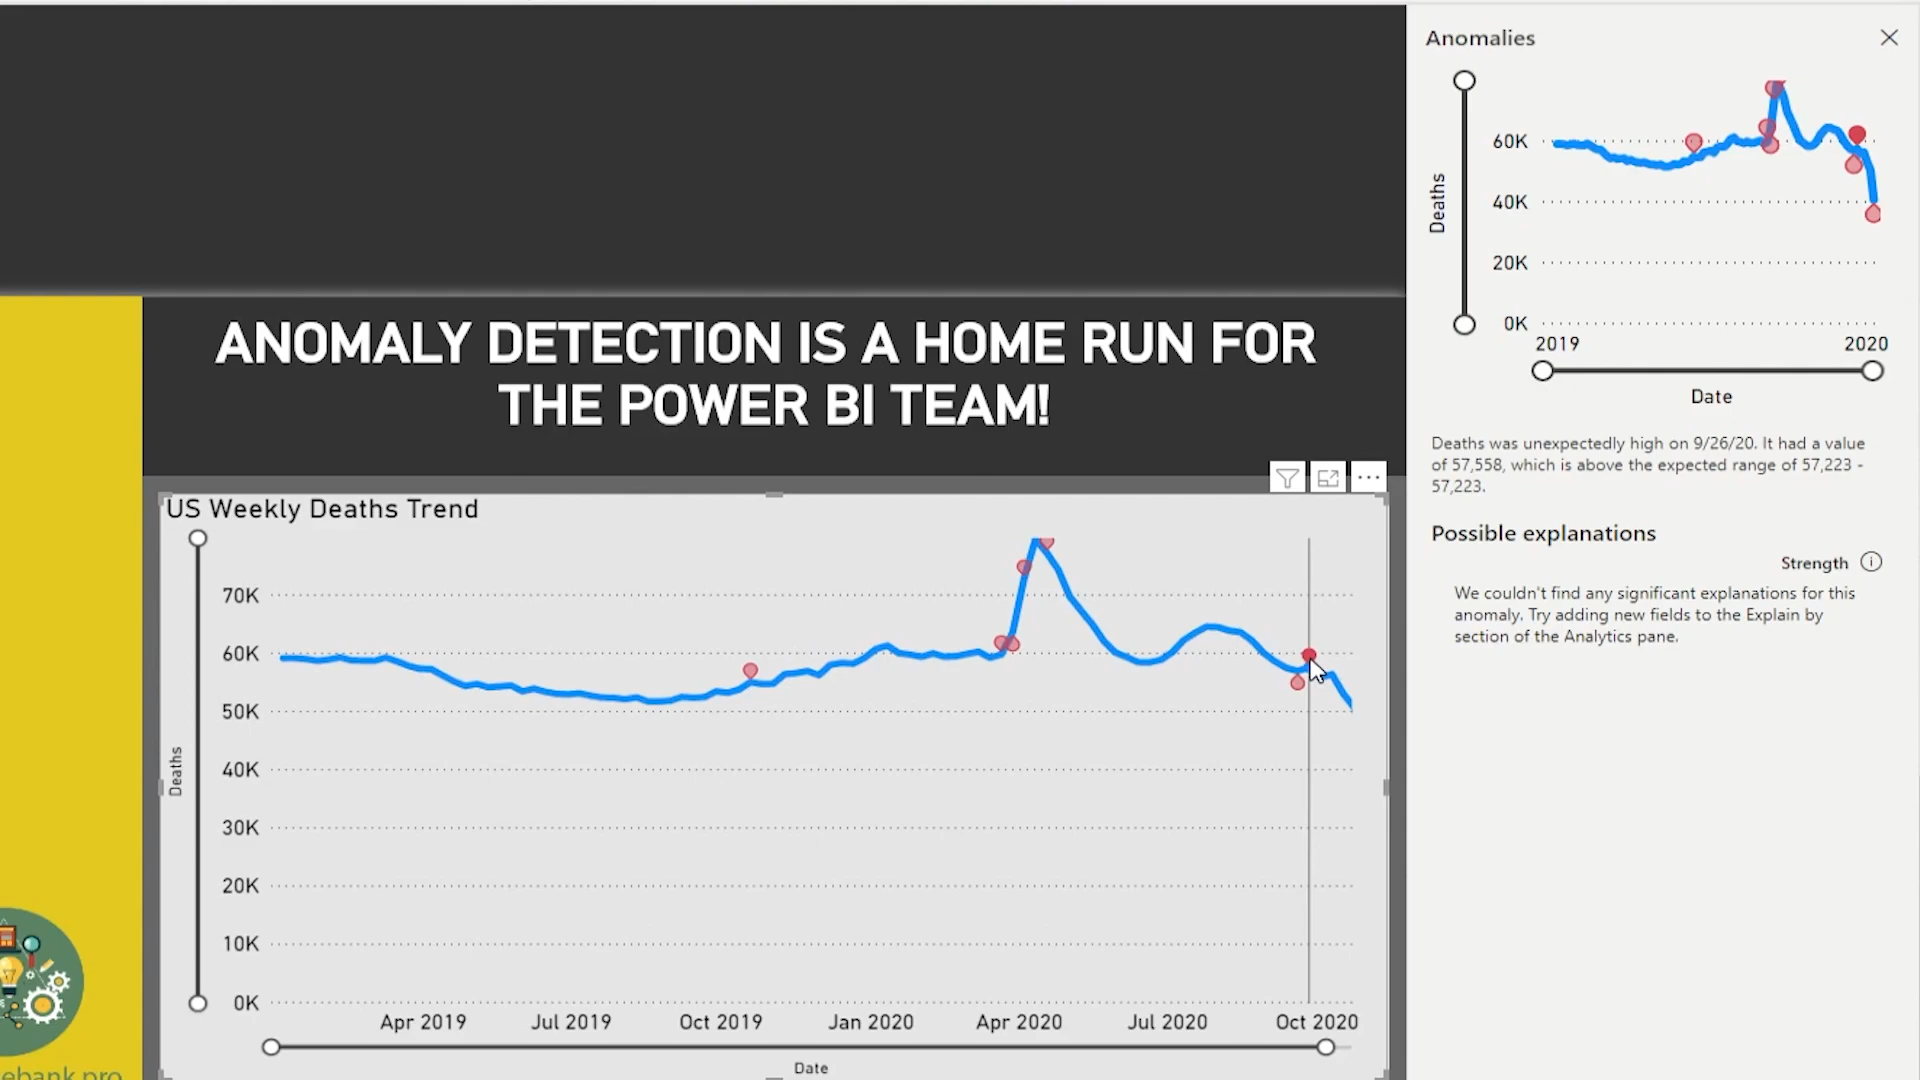 ANOMALY DETECTION IS A HOME RUN FOR
THE POWER BI TEAM!
US Weekly Deaths Trend
Deaths
70K
60K
50K
40K
30K
20K
10K
0K
Apr 2019 Jul 2019 Oct 2019 Jan 2020 Apr 2020 Jul 2020 Oct 2020
Date
ebank.pro
Anomalies
Deaths
60K
40K
20K
0K
2019 2020
Date
Deaths was unexpectedly high on 9/26/20. It had a value
of 57,558, which is above the expected range of 57,223 -
57,223.
Possible explanations
Strength
We couldn't find any significant explanations for this
anomaly. Try adding new fields to the Explain by
section of the Analytics pane.